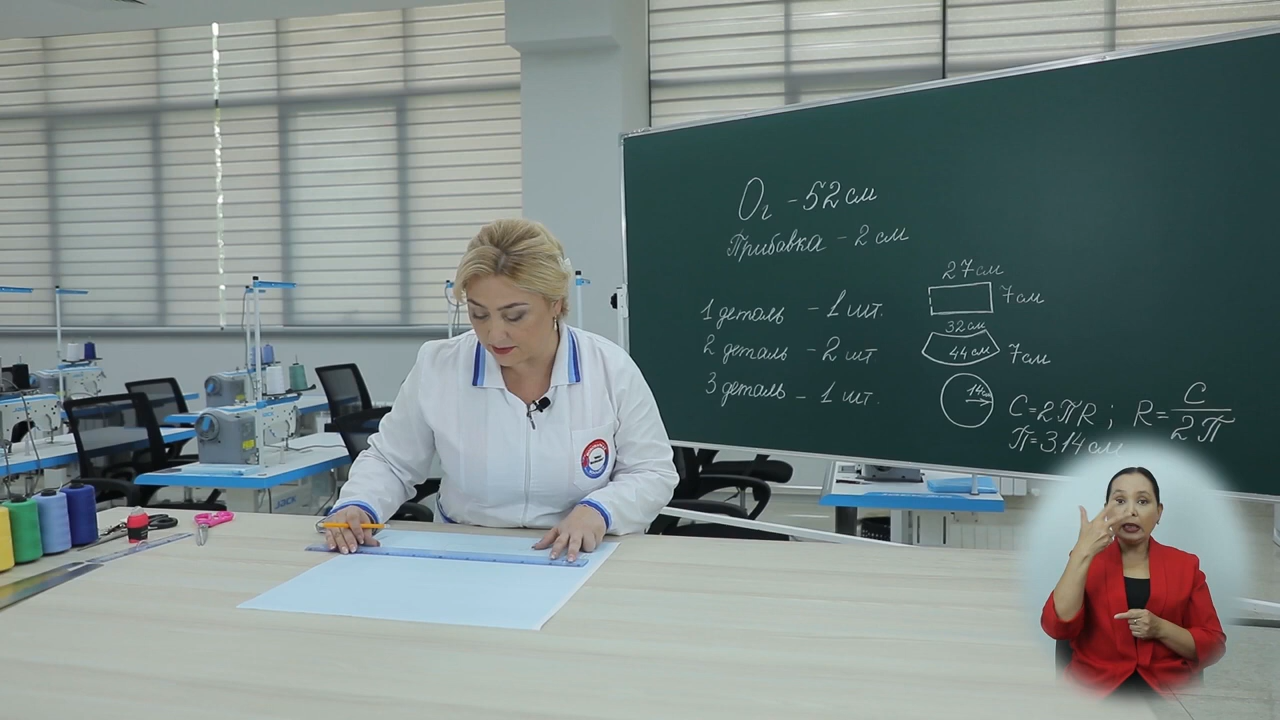 Ог - 52 см
Прибавка - 2 см
1 деталь - 1 шт.
2 деталь - 2 шт
3 деталь - 1 шт.
27 см
7 см
32 см
44 см
7 см
14 см
C=2ПR ; R=C/2П
П=3,14 см